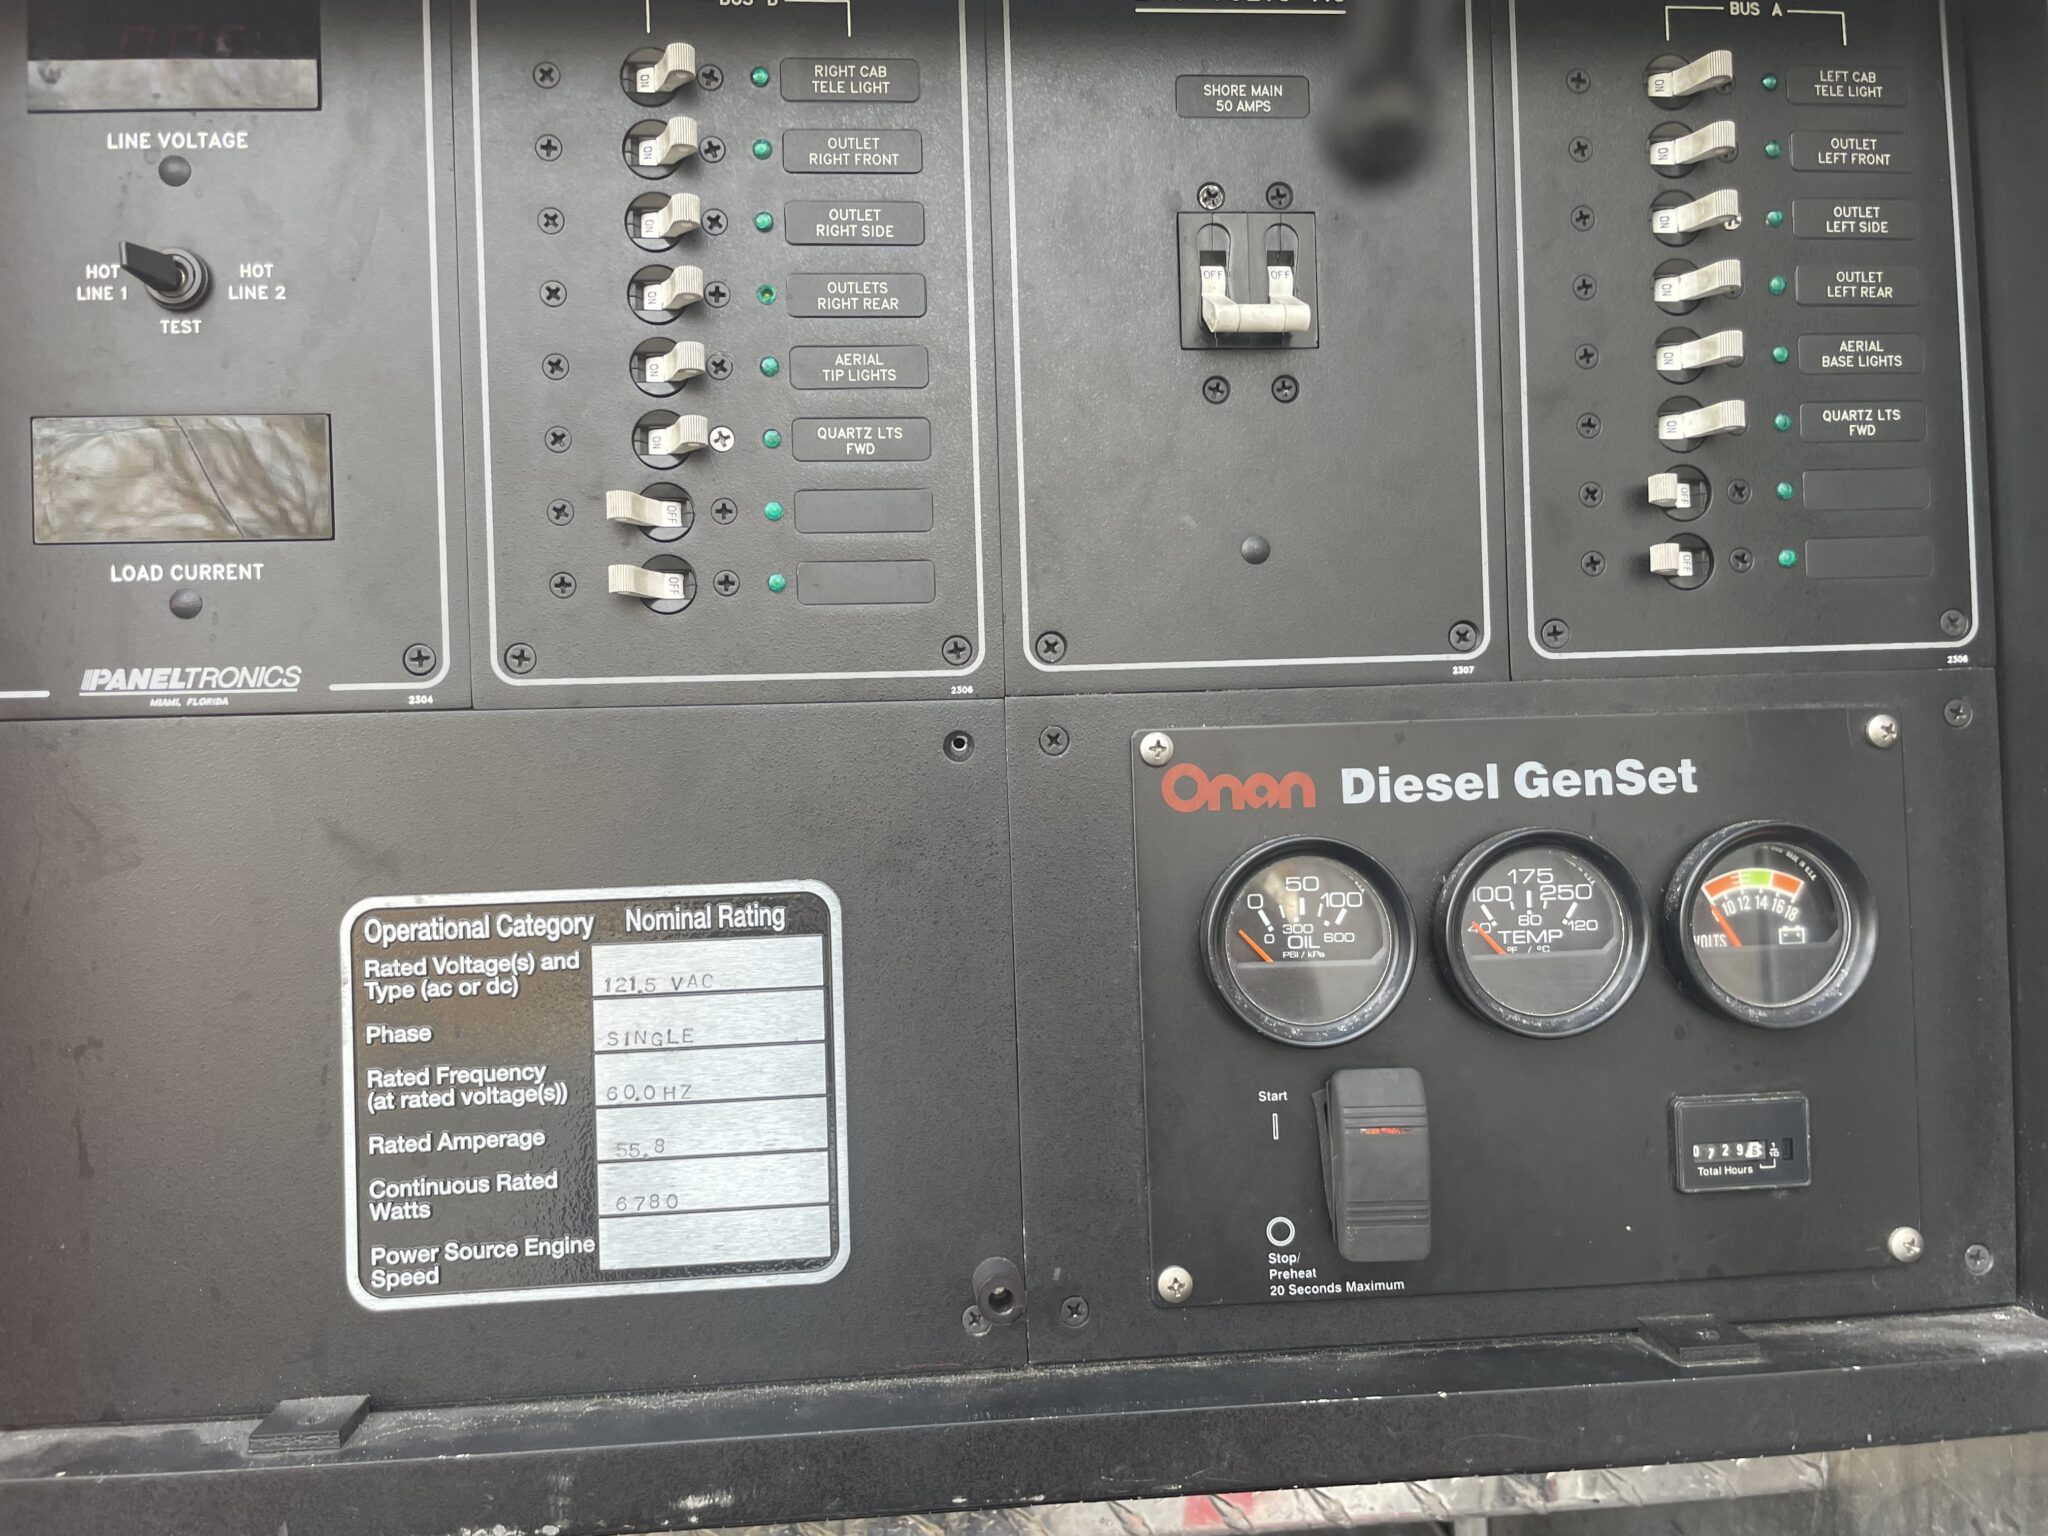 LINE VOLTAGE
HOT
LINE 1
HOT
LINE 2
TEST
LOAD CURRENT
PANELTRONICS
MIAMI, FLORIDA
2304
ON
RIGHT CAB
TELE LIGHT
ON
OUTLET
RIGHT FRONT
ON
OUTLET
RIGHT SIDE
ON
OUTLETS
RIGHT REAR
ON
AERIAL
TIP LIGHTS
ON
QUARTZ LTS
FWD
OFF
OFF
2306
SHORE MAIN
50 AMPS
OFF
OFF
2307
BUS A
ON
LEFT CAB
TELE LIGHT
ON
OUTLET
LEFT FRONT
ON
OUTLET
LEFT SIDE
ON
OUTLET
LEFT REAR
ON
AERIAL
BASE LIGHTS
ON
QUARTZ LTS
FWD
OFF
OFF
2306
Operational Category Nominal Rating
Rated Voltage(s) and
Type (ac or dc) 121.5 VAC
Phase SINGLE
Rated Frequency
(at rated voltage(s)) 60.0 HZ
Rated Amperage 55.8
Continuous Rated
Watts 6780
Power Source Engine
Speed
Onan Diesel GenSet
0 50 100
0 300 600
OIL
PSI / kPa
100 175 250
40 60 120
TEMP
°F / °C
10 12 14 16 18
VOLTS
Start
Total Hours
1/10
Stop/
Preheat
20 Seconds Maximum